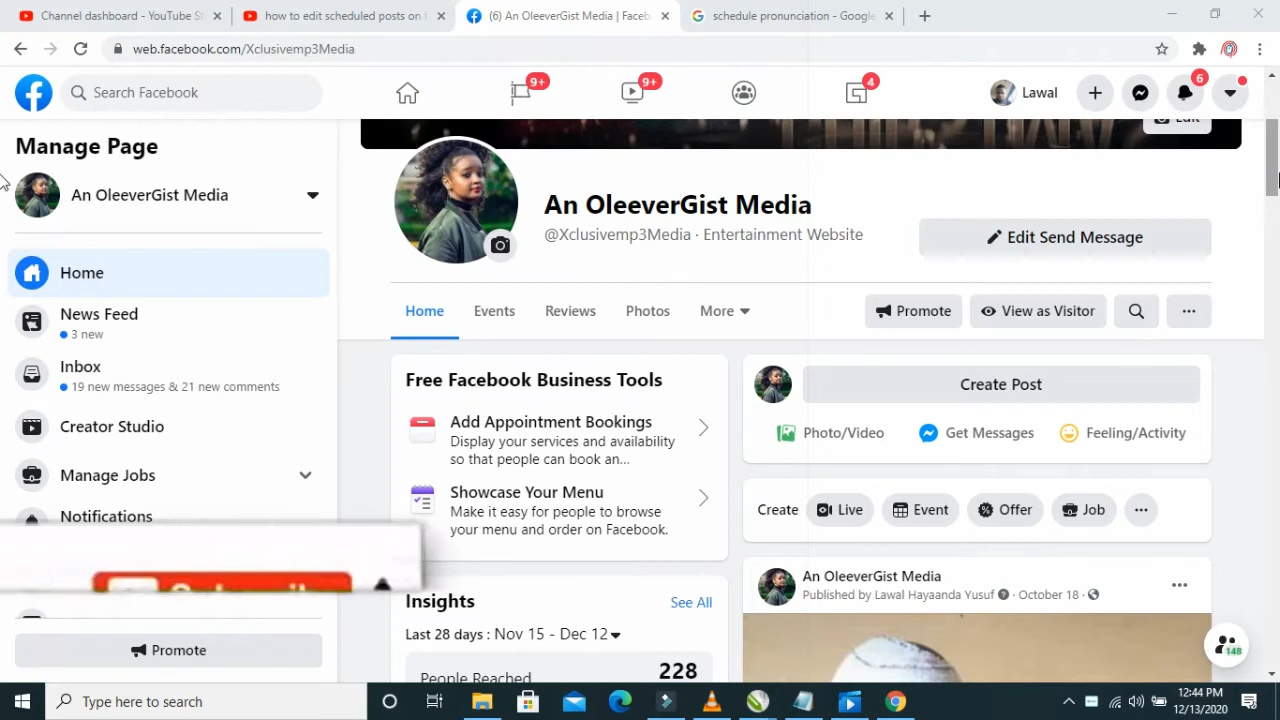 Channel dashboard - YouTube St
how to edit scheduled posts on f
(6) An OleeverGist Media | Faceb
schedule pronunciation - Google
web.facebook.com/Xclusivemp3Media
Search Facebook
9+
9+
4
Lawal
6
Manage Page
Edit
An OleeverGist Media
An OleeverGist Media
@Xclusivemp3Media · Entertainment Website
Edit Send Message
Home
News Feed
3 new
Inbox
19 new messages & 21 new comments
Creator Studio
Manage Jobs
Notifications
Promote
Home
Events
Reviews
Photos
More
Promote
View as Visitor
Free Facebook Business Tools
Add Appointment Bookings
Display your services and availability
so that people can book an...
Showcase Your Menu
Make it easy for people to browse
your menu and order on Facebook.
Insights
See All
Last 28 days : Nov 15 - Dec 12
People Reached
228
Create Post
Photo/Video
Get Messages
Feeling/Activity
Create
Live
Event
Offer
Job
An OleeverGist Media
Published by Lawal Hayaanda Yusuf · October 18 ·
148
Type here to search
12:44 PM
12/13/2020